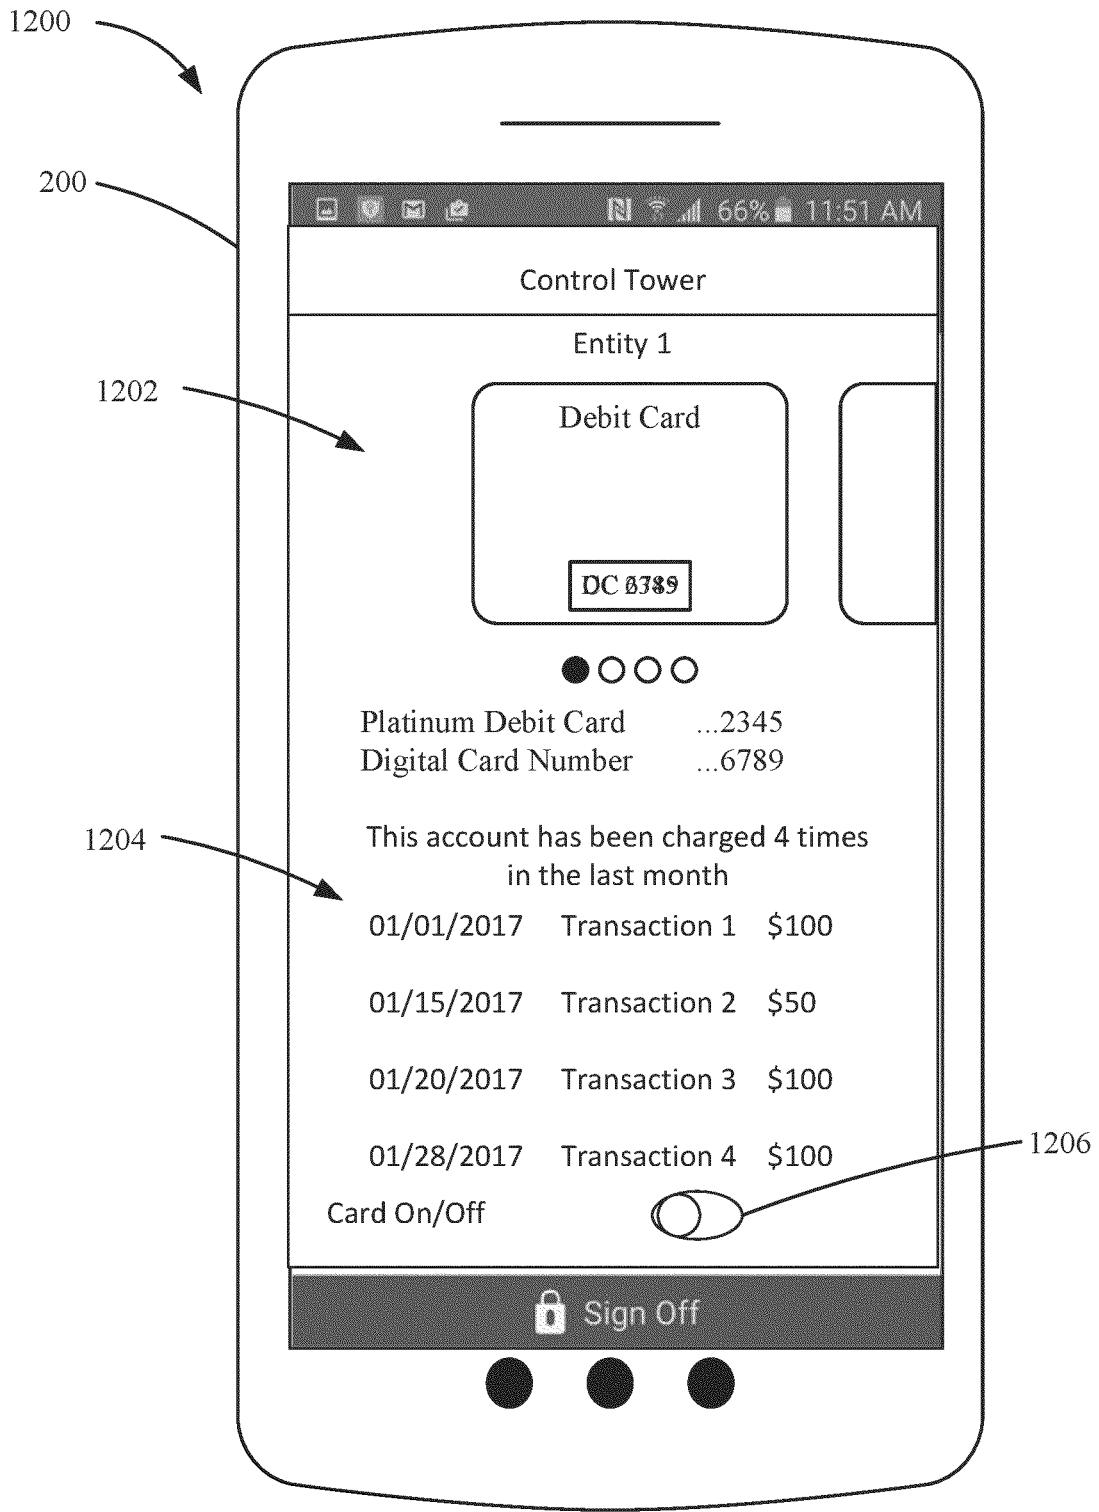 1200
200
66% 11:51 AM
Control Tower
Entity 1
1202
Debit Card
DC
Platinum Debit Card ...2345
Digital Card Number ...6789
1204
This account has been charged 4 times
in the last month
01/01/2017 Transaction 1 $100
01/15/2017 Transaction 2 $50
01/20/2017 Transaction 3 $100
1206
01/28/2017 Transaction 4 $100
Card On/Off
Sign Off